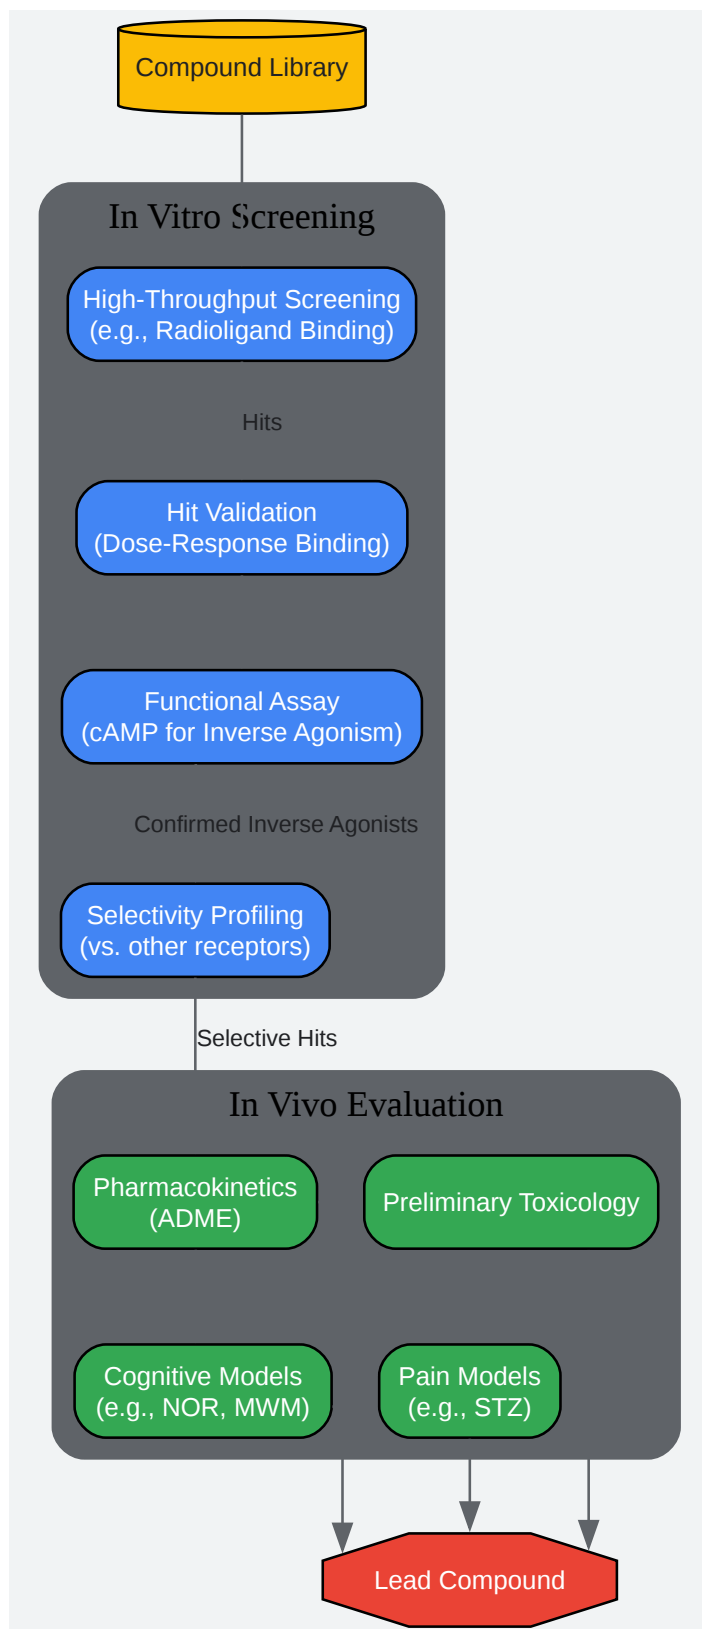 Compound Library
In Vitro Screening
High-Throughput Screening
(e.g., Radioligand Binding)
Hits
Hit Validation
(Dose-Response Binding)
Functional Assay
(cAMP for Inverse Agonism)
Confirmed Inverse Agonists
Selectivity Profiling
(vs. other receptors)
Selective Hits
In Vivo Evaluation
Pharmacokinetics
(ADME)
Preliminary Toxicology
Cognitive Models
(e.g., NOR, MWM)
Pain Models
(e.g., STZ)
Lead Compound